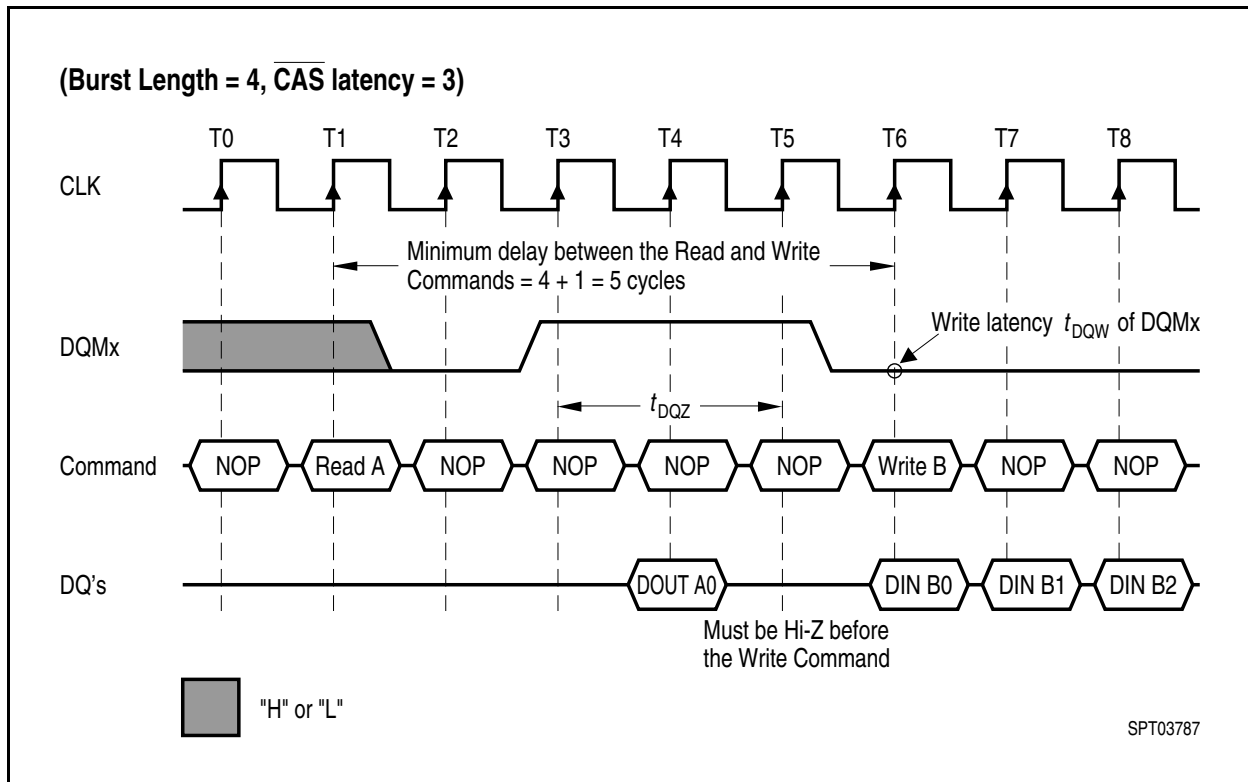 (Burst Length = 4, CAS latency = 3)
T0 T1 T2 T3 T4 T5 T6 T7 T8
CLK
Minimum delay between the Read and Write
Commands = 4 + 1 = 5 cycles
Write latency tDQW of DQMx
DQMx
tDQZ
Command NOP Read A NOP NOP NOP NOP Write B NOP NOP
DQ's DOUT A0 DIN B0 DIN B1 DIN B2
Must be Hi-Z before
the Write Command
"H" or "L"
SPT03787